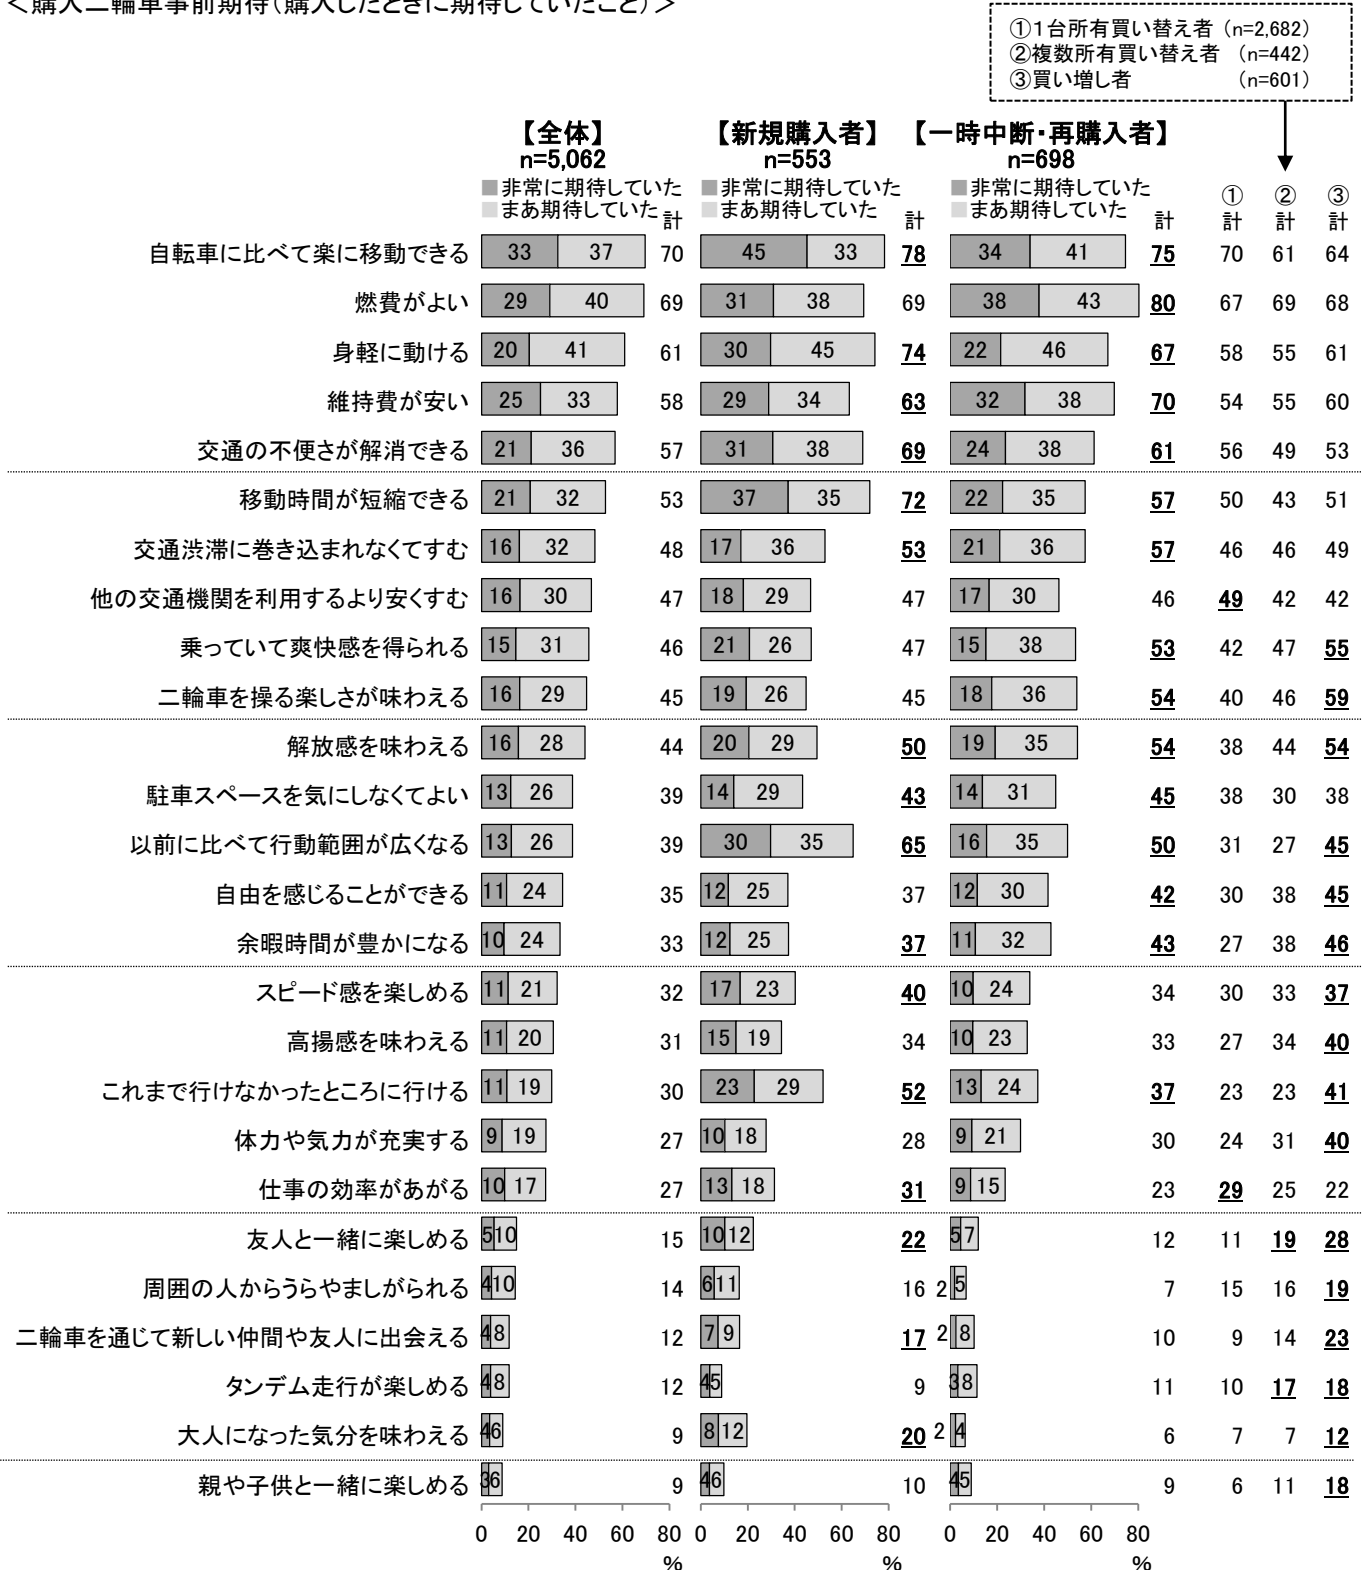 ＜購入二輪車事前期待（購入したときに期待していたこと）＞
①１台所有買い替え者 （n=2,682）
②複数所有買い替え者 （n=442）
③買い増し者 （n=601）
【全体】 【新規購入者】 【一時中断・再購入者】
n=5,062 n=553 n=698
非常に期待していた 非常に期待していた 非常に期待していた ① ② ③
まあ期待していた 計 まあ期待していた 計 まあ期待していた 計 計 計 計
自転車に比べて楽に移動できる 33 37 70 45 33 78 34 41 75 70 61 64
燃費がよい 29 40 69 31 38 69 38 43 80 67 69 68
身軽に動ける 20 41 61 30 45 74 22 46 67 58 55 61
維持費が安い 25 33 58 29 34 63 32 38 70 54 55 60
交通の不便さが解消できる 21 36 57 31 38 69 24 38 61 56 49 53
移動時間が短縮できる 21 32 53 37 35 72 22 35 57 50 43 51
交通渋滞に巻き込まれなくてすむ 16 32 48 17 36 53 21 36 57 46 46 49
他の交通機関を利用するより安くすむ 16 30 47 18 29 47 17 30 46 49 42 42
乗っていて爽快感を得られる 15 31 46 21 26 47 15 38 53 42 47 55
二輪車を操る楽しさが味わえる 16 29 45 19 26 45 18 36 54 40 46 59
解放感を味わえる 16 28 44 20 29 50 19 35 54 38 44 54
駐車スペースを気にしなくてよい 13 26 39 14 29 43 14 31 45 38 30 38
以前に比べて行動範囲が広くなる 13 26 39 30 35 65 16 35 50 31 27 45
自由を感じることができる 11 24 35 12 25 37 12 30 42 30 38 45
余暇時間が豊かになる 10 24 33 12 25 37 11 32 43 27 38 46
スピード感を楽しめる 11 21 32 17 23 40 10 24 34 30 33 37
高揚感を味わえる 11 20 31 15 19 34 10 23 33 27 34 40
これまで行けなかったところに行ける 11 19 30 23 29 52 13 24 37 23 23 41
体力や気力が充実する 9 19 27 10 18 28 9 21 30 24 31 40
仕事の効率があがる 10 17 27 13 18 31 9 15 23 29 25 22
友人と一緒に楽しめる 5 10 15 10 12 22 5 7 12 11 19 28
周囲の人からうらやましがられる 4 10 14 6 11 16 2 5 7 15 16 19
二輪車を通じて新しい仲間や友人に出会える 4 8 12 7 9 17 2 8 10 9 14 23
タンデム走行が楽しめる 4 8 12 4 5 9 3 8 11 10 17 18
大人になった気分を味わえる 4 6 9 8 12 20 2 4 6 7 7 12
親や子供と一緒に楽しめる 3 6 9 4 6 10 4 5 9 6 11 18
0 20 40 60 80 0 20 40 60 80 0 20 40 60 80
% % %